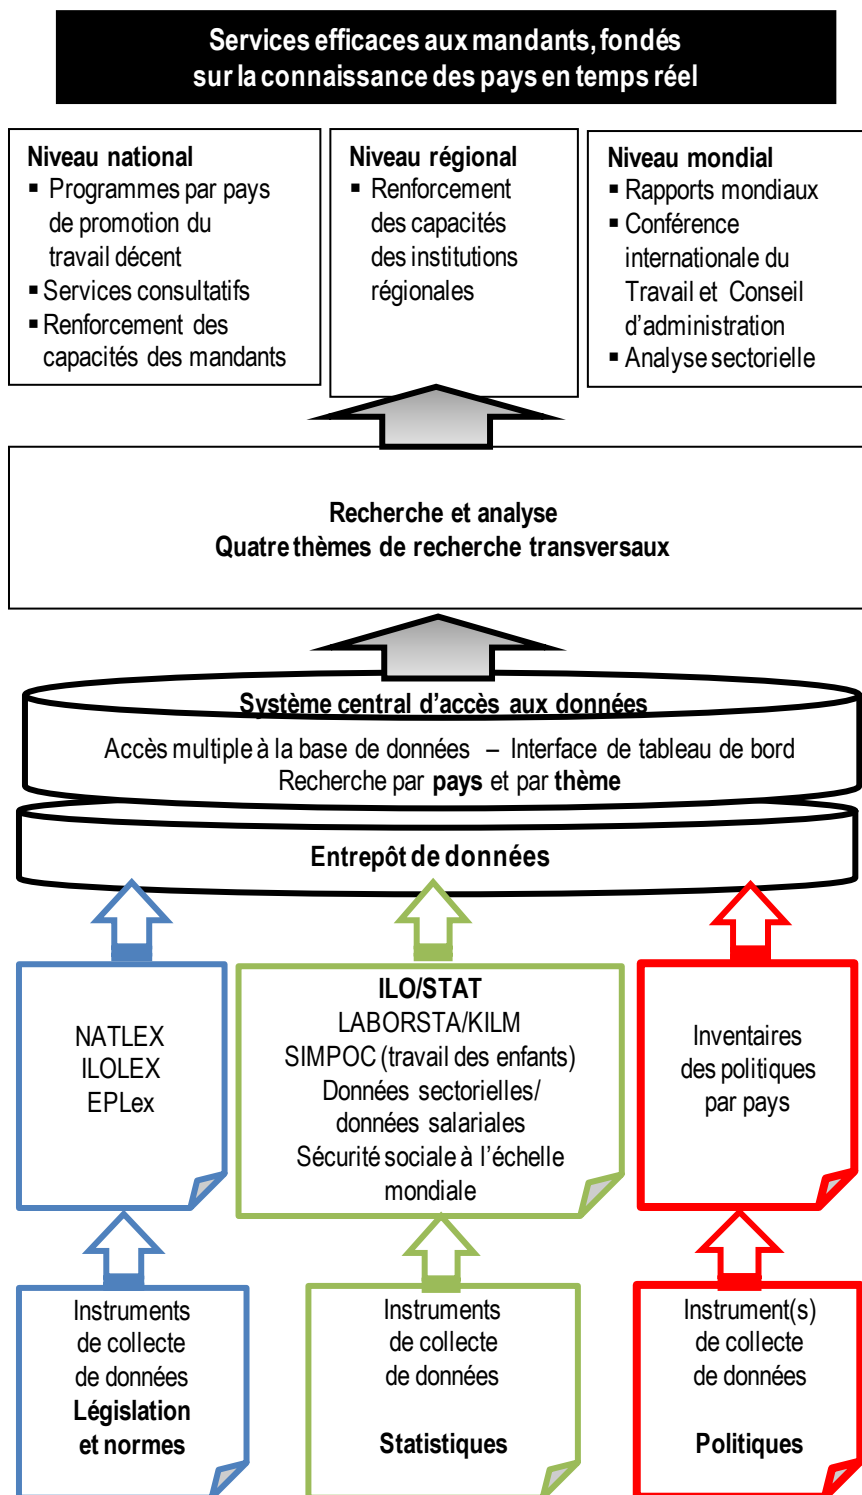 Services efficaces aux mandants, fondés
sur la connaissance des pays en temps réel
Niveau national
▪ Programmes par pays
de promotion du
travail décent
▪ Services consultatifs
▪ Renforcement des
capacités des mandants
Niveau régional
▪ Renforcement
des capacités
des institutions
régionales
Niveau mondial
▪ Rapports mondiaux
▪ Conférence
internationale du
Travail et Conseil
d'administration
▪ Analyse sectorielle
Recherche et analyse
Quatre thèmes de recherche transversaux
Système central d'accès aux données
Accès multiple à la base de données – Interface de tableau de bord
Recherche par pays et par thème
Entrepôt de données
NATLEX
ILOLEX
EPLex
ILO/STAT
LABORSTA/KILM
SIMPOC (travail des enfants)
Données sectorielles/
données salariales
Sécurité sociale à l'échelle
mondiale
Inventaires
des politiques
par pays
Instruments
de collecte
de données
Législation
et normes
Instruments
de collecte
de données
Statistiques
Instrument(s)
de collecte
de données
Politiques